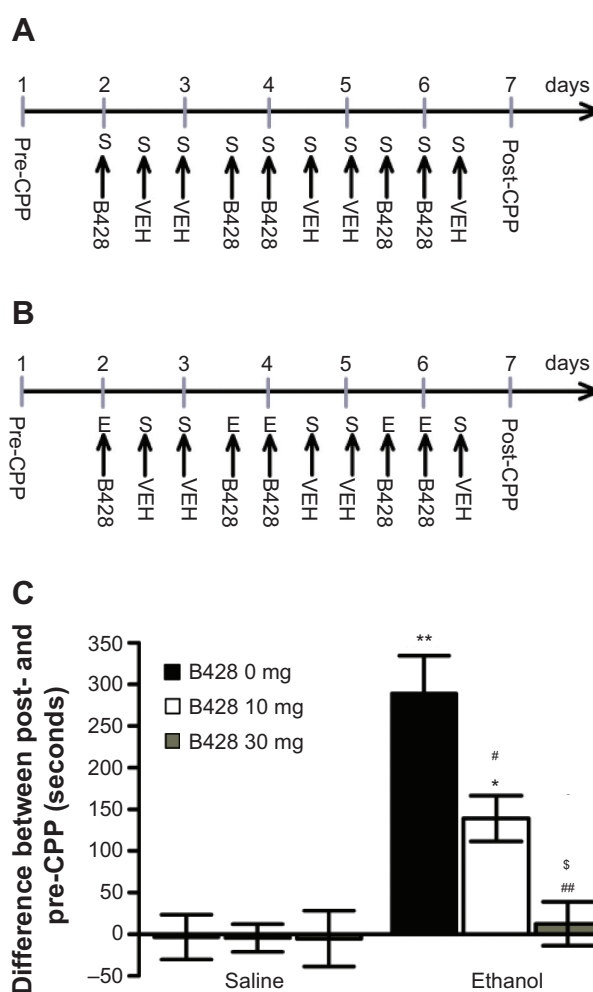 A
1 2 3 4 5 6 7 days
Pre-CPP S S S S S S S S S S Post-CPP
B428 VEH VEH B428 B428 VEH VEH B428 B428 VEH
B
1 2 3 4 5 6 7 days
Pre-CPP E S S E E S S E E S Post-CPP
B428 VEH VEH B428 B428 VEH VEH B428 B428 VEH
C
Difference between post- and
pre-CPP (seconds)
350
300
250
200
150
100
50
0
–50
B428 0 mg
B428 10 mg
B428 30 mg
**
#
*
$
##
Saline Ethanol